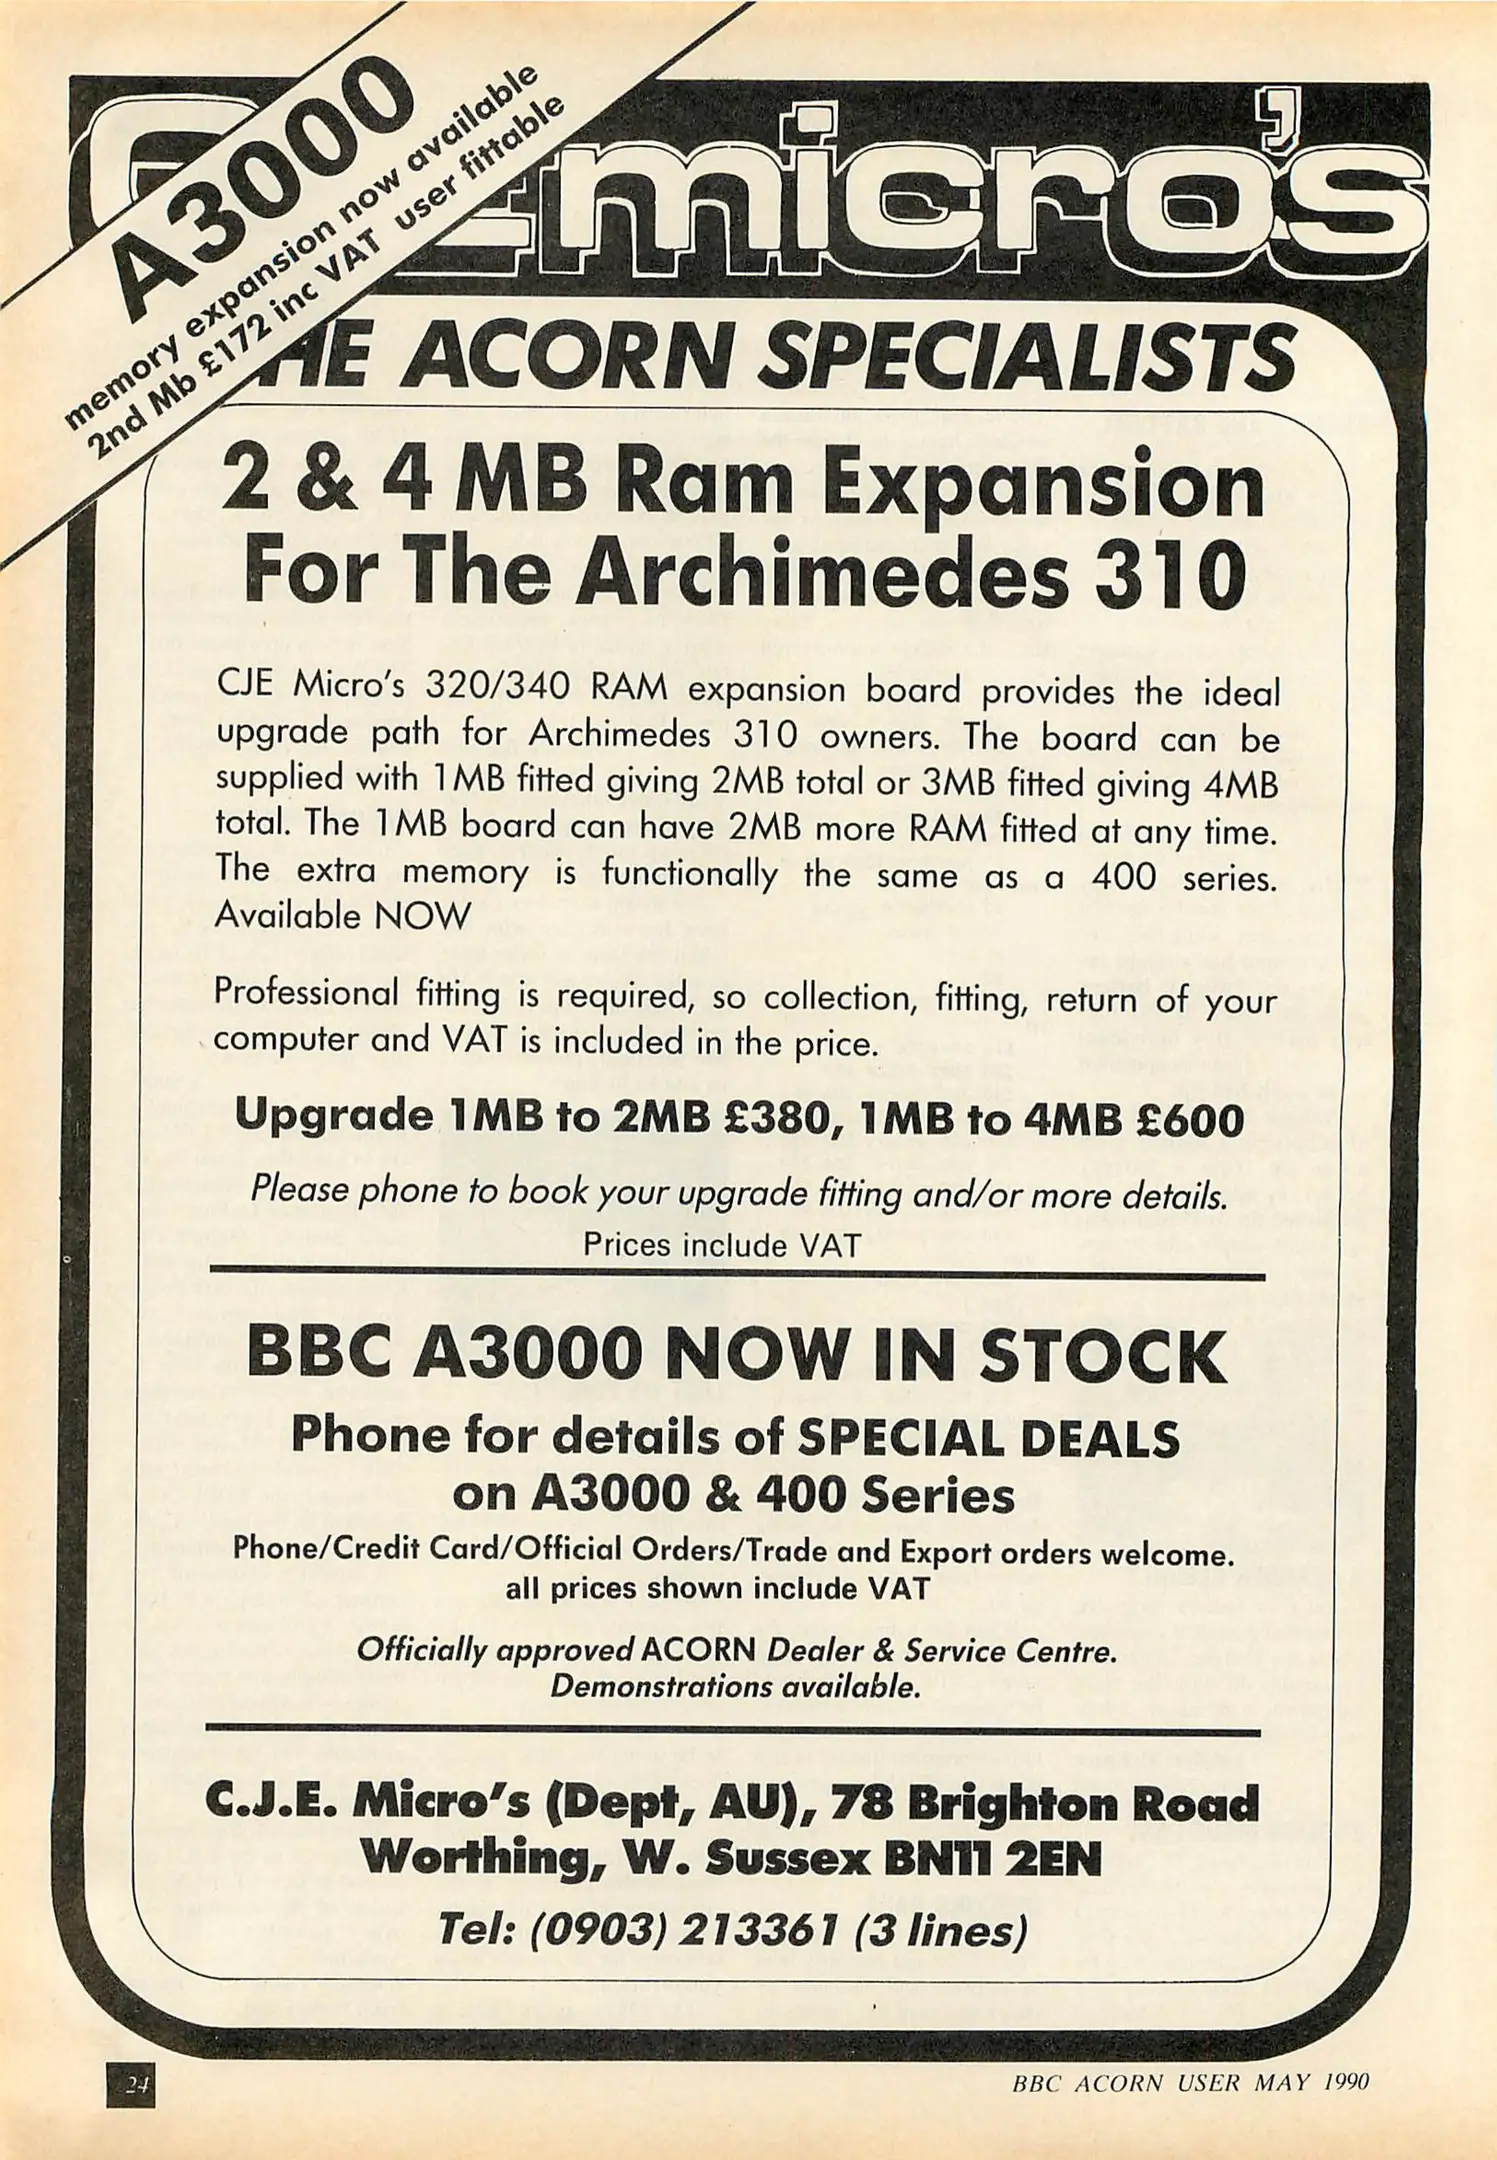 A3000
memory expansion now available
2nd Mb £172 inc VAT user fittable
micro's
THE ACORN SPECIALISTS
2 & 4 MB Ram Expansion
For The Archimedes 310
CJE Micro's 320/340 RAM expansion board provides the ideal
upgrade path for Archimedes 310 owners. The board can be
supplied with 1MB fitted giving 2MB total or 3MB fitted giving 4MB
total. The 1MB board can have 2MB more RAM fitted at any time.
The extra memory is functionally the same as a 400 series.
Available NOW
Professional fitting is required, so collection, fitting, return of your
computer and VAT is included in the price.
Upgrade 1MB to 2MB £380, 1MB to 4MB £600
Please phone to book your upgrade fitting and/or more details.
Prices include VAT
BBC A3000 NOW IN STOCK
Phone for details of SPECIAL DEALS
on A3000 & 400 Series
Phone/Credit Card/Official Orders/Trade and Export orders welcome.
all prices shown include VAT
Officially approved ACORN Dealer & Service Centre.
Demonstrations available.
C.J.E. Micro's (Dept, AU), 78 Brighton Road
Worthing, W. Sussex BN11 2EN
Tel: (0903) 213361 (3 lines)
24
BBC ACORN USER MAY 1990